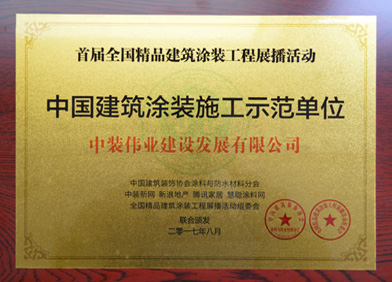 首届全国精品建筑涂装工程展播活动
中国建筑涂装施工示范单位
中装伟业建设发展有限公司
中国建筑装饰协会涂料与防水材料分会
中装新网 新浪地产 腾讯家居 慧聪涂料网
全国精品建筑涂装工程展播活动组委会
联合颁发
二零一七年八月